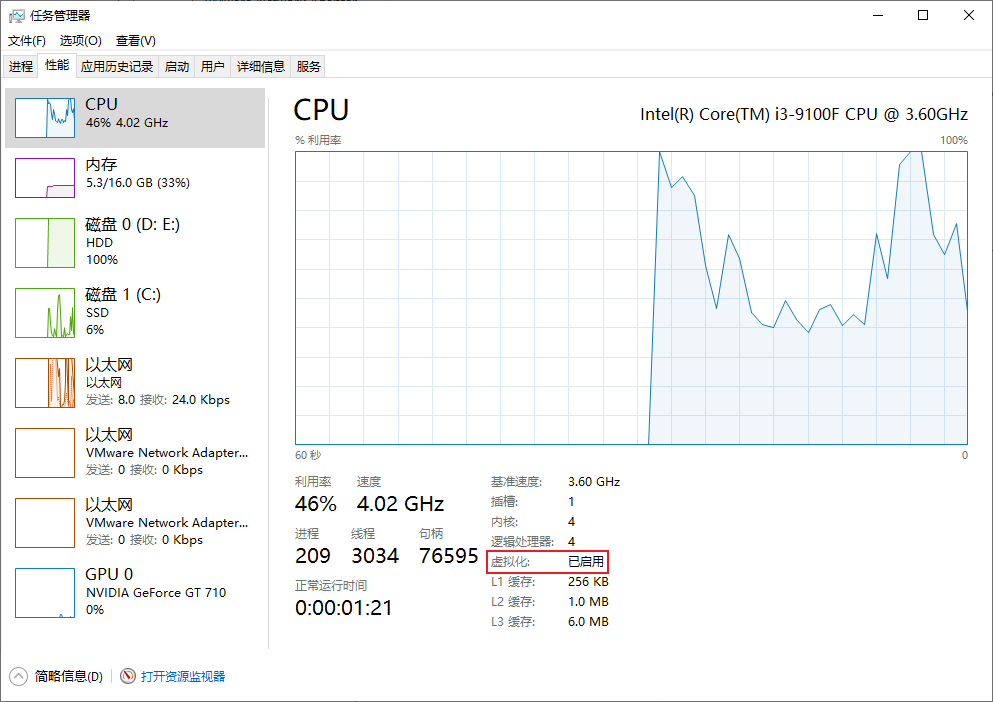 任务管理器
文件(F) 选项(O) 查看(V)
进程 性能 应用历史记录 启动 用户 详细信息 服务
CPU
46% 4.02 GHz
内存
5.3/16.0 GB (33%)
磁盘 0 (D: E:)
HDD
100%
磁盘 1 (C:)
SSD
6%
以太网
以太网
发送: 8.0 接收: 24.0 Kbps
以太网
VMware Network Adapter...
发送: 0 接收: 0 Kbps
以太网
VMware Network Adapter...
发送: 0 接收: 0 Kbps
GPU 0
NVIDIA GeForce GT 710
0%
CPU Intel(R) Core(TM) i3-9100F CPU @ 3.60GHz
% 利用率 100%
60 秒 0
利用率 速度
46% 4.02 GHz
进程 线程 句柄
209 3034 76595
正常运行时间
0:00:01:21
基准速度: 3.60 GHz
插槽: 1
内核: 4
逻辑处理器: 4
虚拟化: 已启用
L1 缓存: 256 KB
L2 缓存: 1.0 MB
L3 缓存: 6.0 MB
简略信息(D) 打开资源监视器